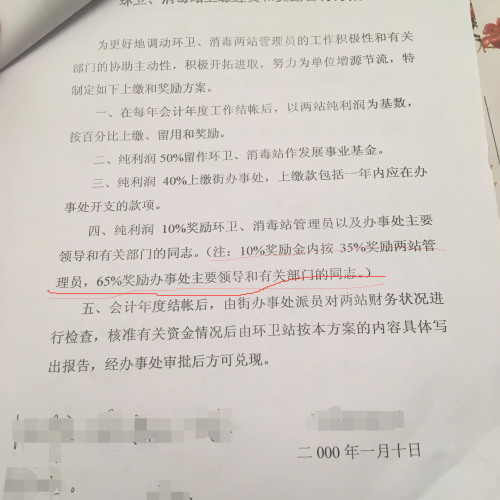 环卫、消毒站上缴经费和奖励
为更好地调动环卫、消毒两站管理员的工作积极性和有关
部门的协助主动性，积极开拓进取，努力为单位增源节流，特
制定如下上缴和奖励方案。
一、在每年会计年度工作结帐后，以两站纯利润为基数，
按百分比上缴、留用和奖励。
二、纯利润 50%留作环卫、消毒站作发展事业基金。
三、纯利润 40%上缴街办事处，上缴款包括一年内应在办
事处开支的款项。
四、纯利润 10%奖励环卫、消毒站管理员以及办事处主要
领导和有关部门的同志。（注：10%奖励金内按 35%奖励两站管
理员，65%奖励办事处主要领导和有关部门的同志。）
五、会计年度结帐后，由街办事处派员对两站财务状况进
行检查，核准有关资金情况后由环卫站按本方案的内容具体写
出报告，经办事处审批后方可兑现。
二 000 年一月十日